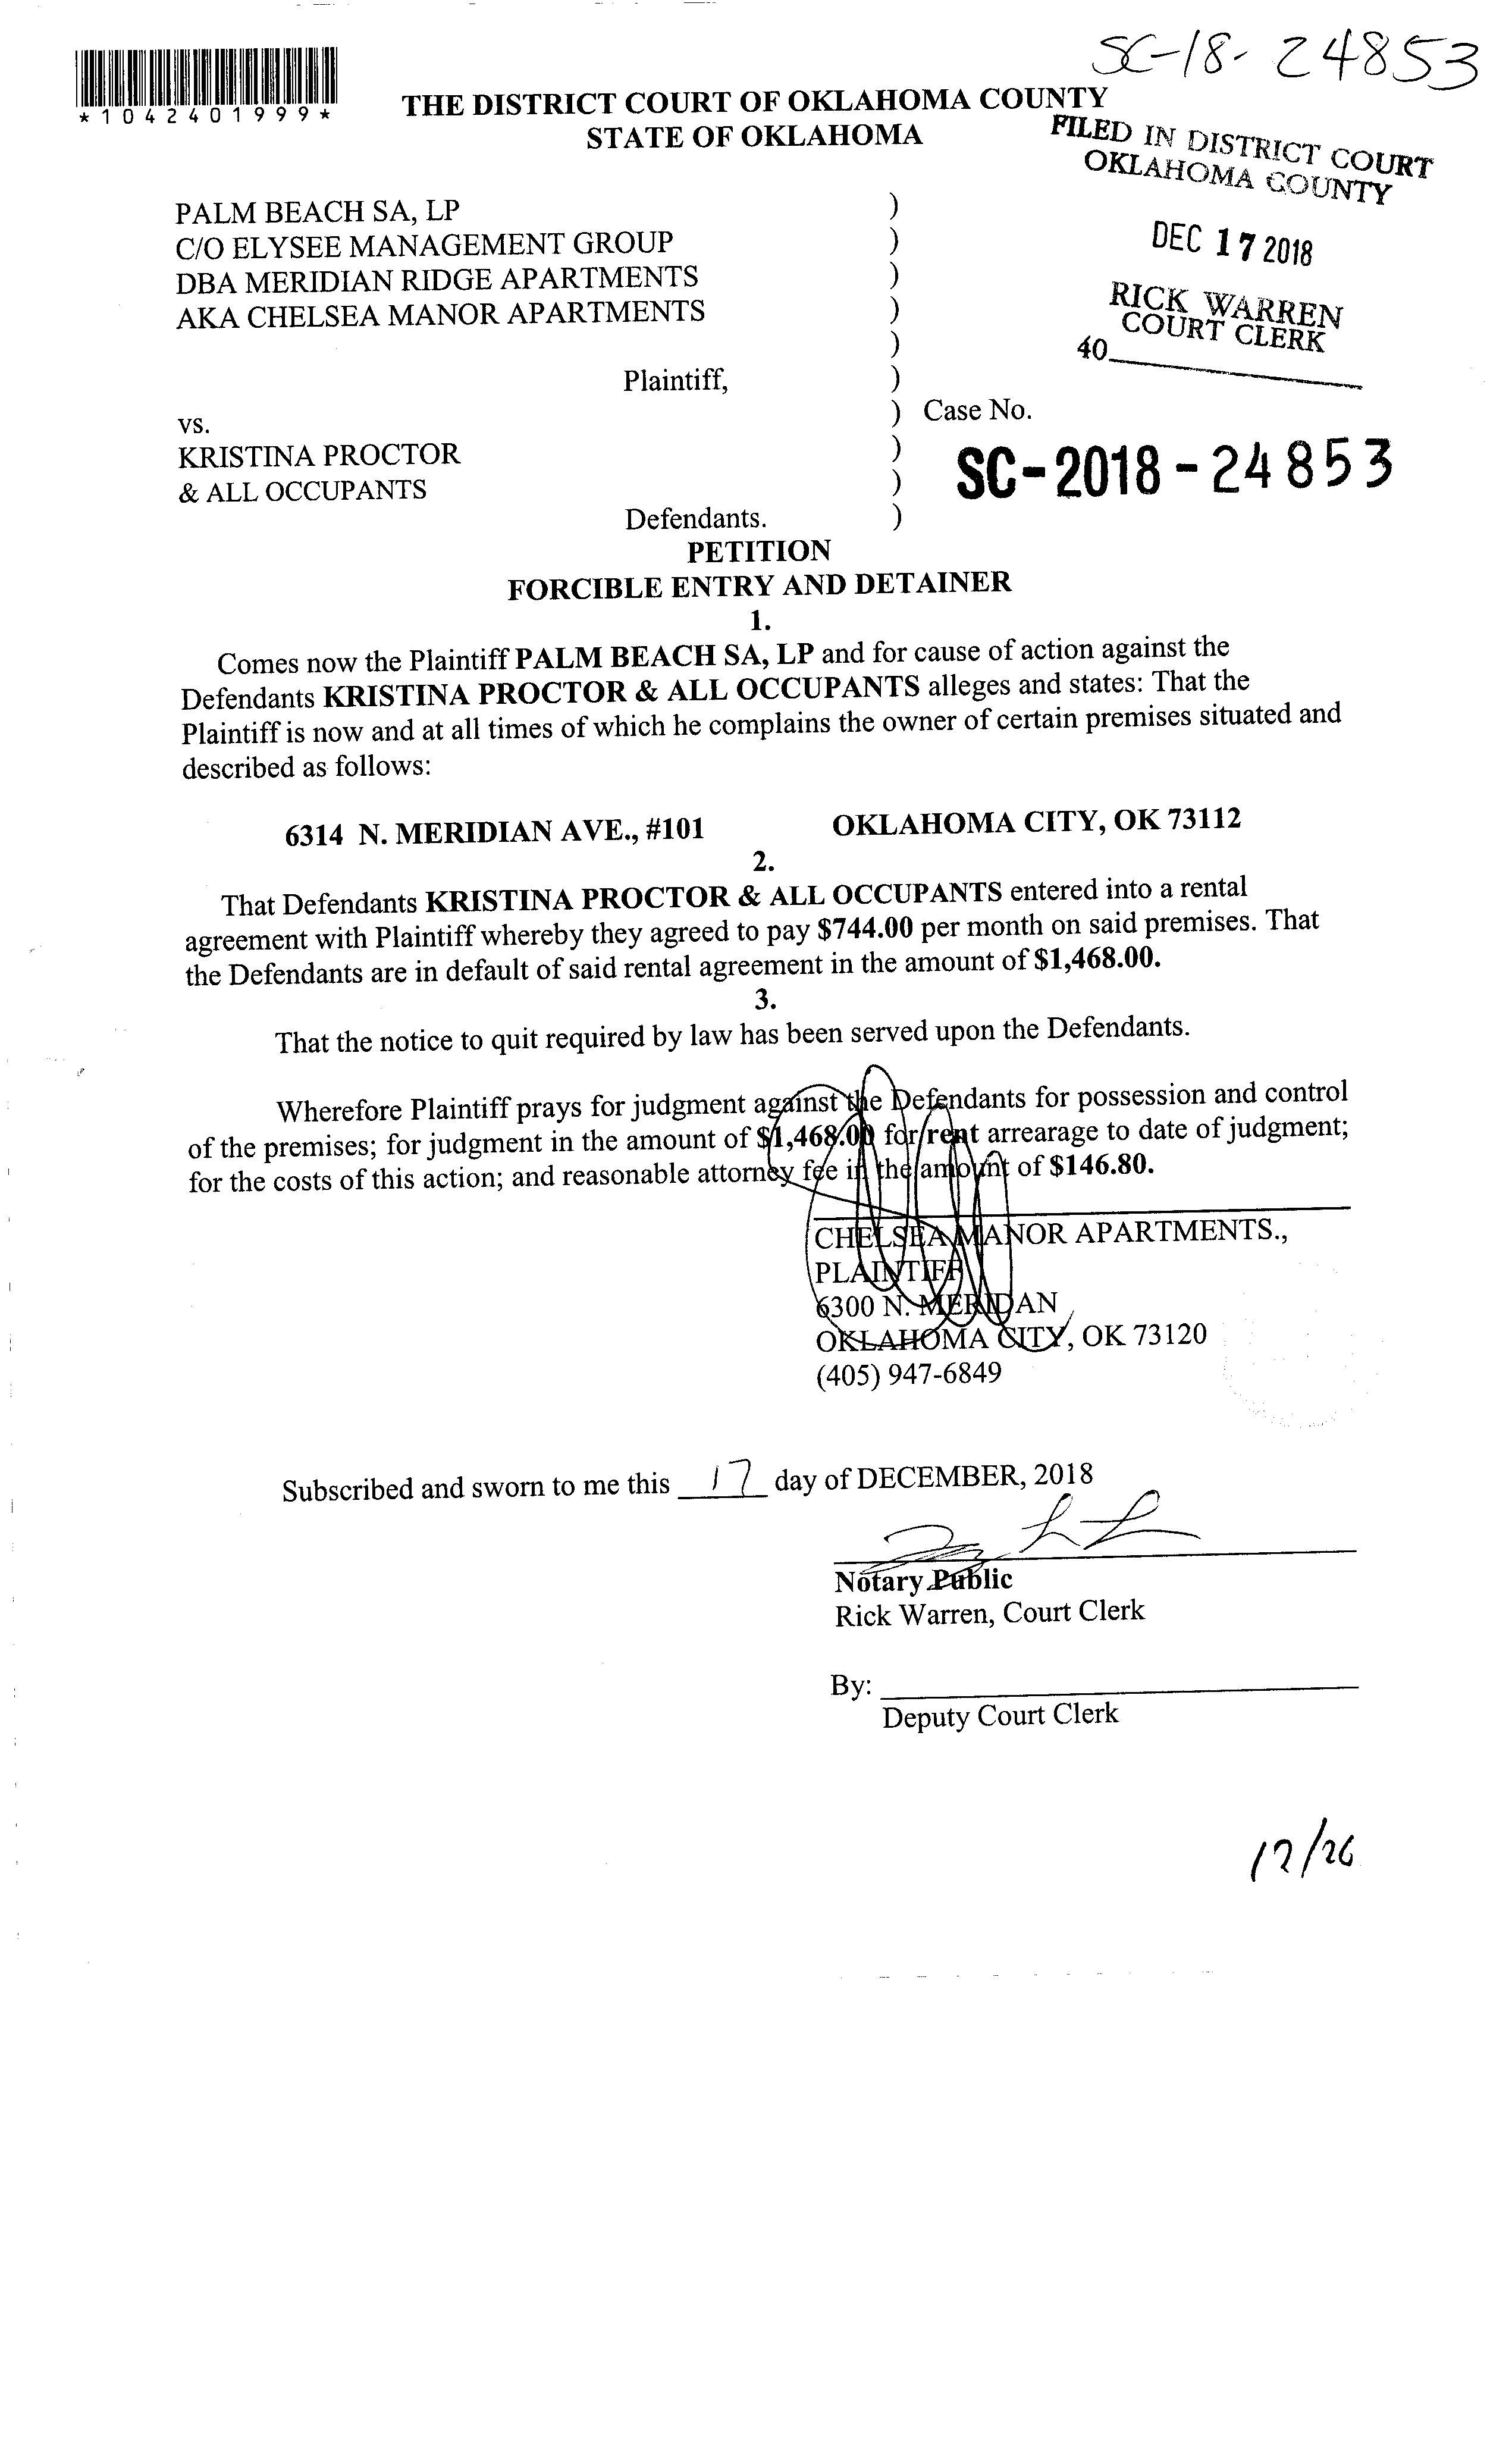 SC-18-24853
*1042401999*
THE DISTRICT COURT OF OKLAHOMA COUNTY
STATE OF OKLAHOMA
FILED IN DISTRICT COURT
OKLAHOMA COUNTY
DEC 17 2018
RICK WARREN
COURT CLERK
40
PALM BEACH SA, LP )
C/O ELYSEE MANAGEMENT GROUP )
DBA MERIDIAN RIDGE APARTMENTS )
AKA CHELSEA MANOR APARTMENTS )
)
Plaintiff, )
vs. ) Case No.
KRISTINA PROCTOR )
& ALL OCCUPANTS ) SC-2018-24853
Defendants. )
PETITION
FORCIBLE ENTRY AND DETAINER
1.
Comes now the Plaintiff PALM BEACH SA, LP and for cause of action against the
Defendants KRISTINA PROCTOR & ALL OCCUPANTS alleges and states: That the
Plaintiff is now and at all times of which he complains the owner of certain premises situated and
described as follows:
6314 N. MERIDIAN AVE., #101 OKLAHOMA CITY, OK 73112
2.
That Defendants KRISTINA PROCTOR & ALL OCCUPANTS entered into a rental
agreement with Plaintiff whereby they agreed to pay $744.00 per month on said premises. That
the Defendants are in default of said rental agreement in the amount of $1,468.00.
3.
That the notice to quit required by law has been served upon the Defendants.
Wherefore Plaintiff prays for judgment against the Defendants for possession and control
of the premises; for judgment in the amount of $1,468.00 for rent arrearage to date of judgment;
for the costs of this action; and reasonable attorney fee in the amount of $146.80.
CHELSEA MANOR APARTMENTS.,
PLAINTIFF
6300 N. MERIDAN
OKLAHOMA CITY, OK 73120
(405) 947-6849
Subscribed and sworn to me this 17 day of DECEMBER, 2018
Notary Public
Rick Warren, Court Clerk
By:
Deputy Court Clerk
12/26